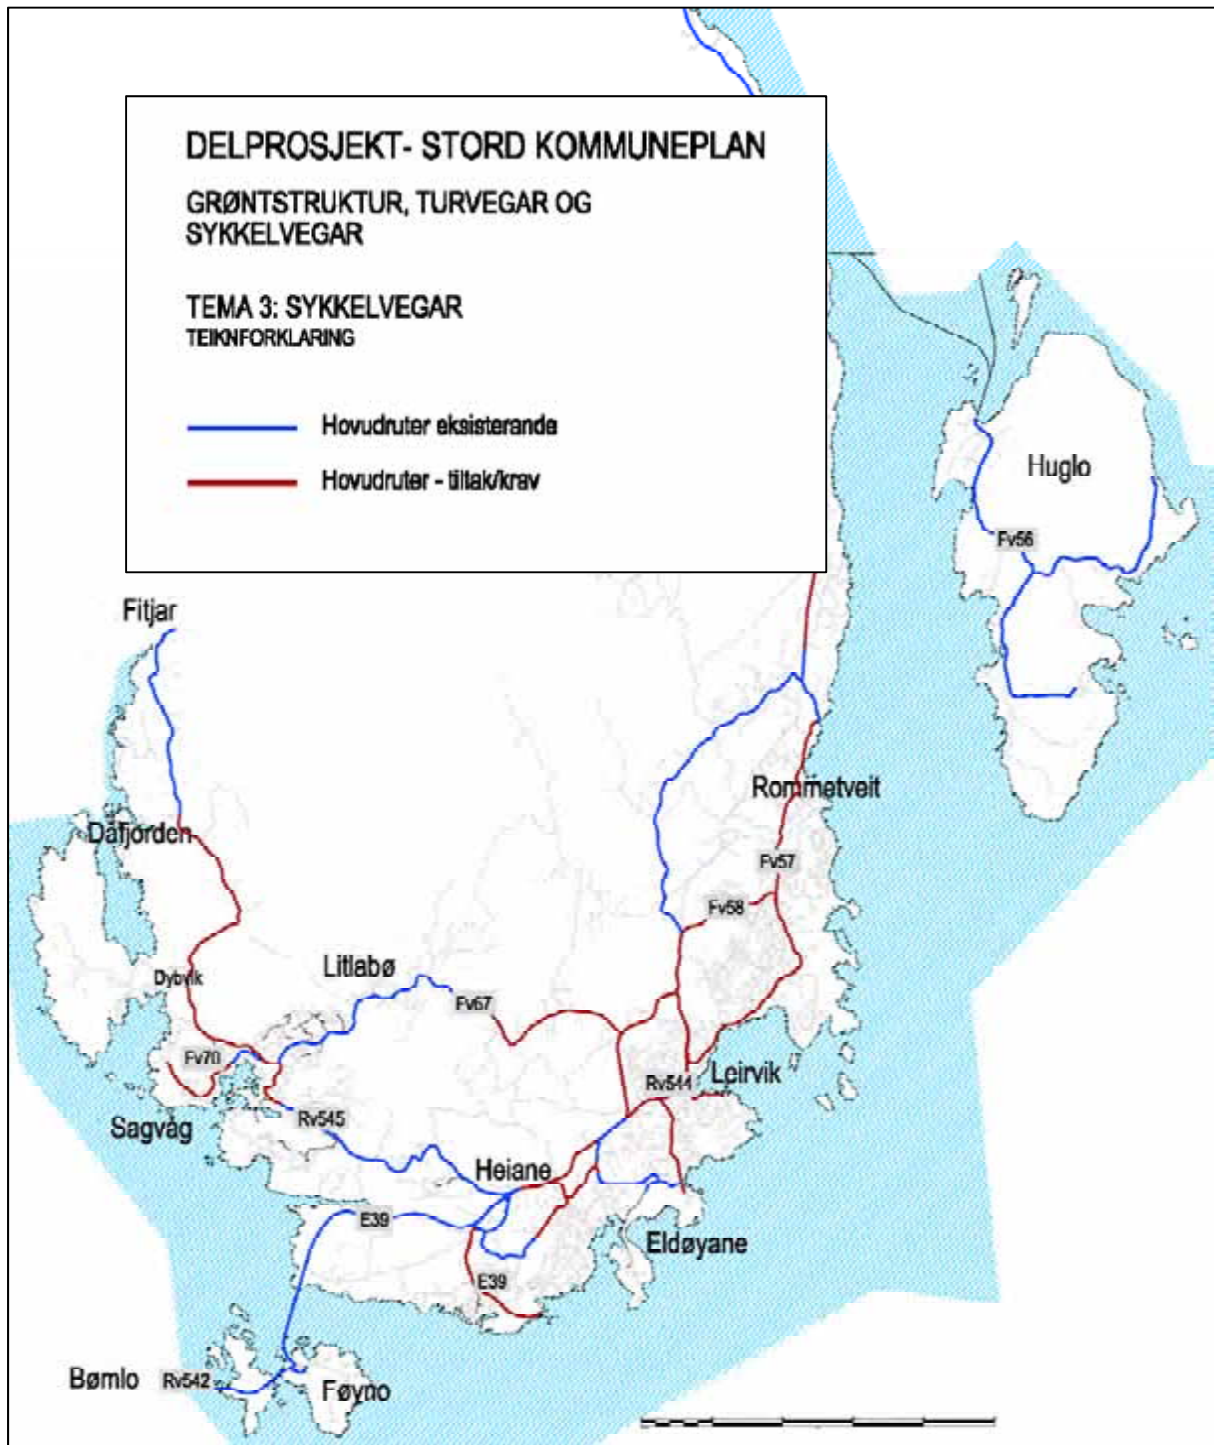 DELPROSJEKT- STORD KOMMUNEPLAN
GRØNTSTRUKTUR, TURVEGAR OG
SYKKELVEGAR
TEMA 3: SYKKELVEGAR
TEIKNFORKLARING
Hovudruter eksisterande
Hovudruter - tiltak/krav
Huglo
Fv56
Fitjar
Rommetveit
Dåfjorden
Fv57
Fv58
Litlabø
Dybvik
Fv67
Fv70
Leirvik
Rv544
Sagvåg
Rv545
Heiane
E39
Eldøyane
E39
Bømlo
Rv542
Føyno